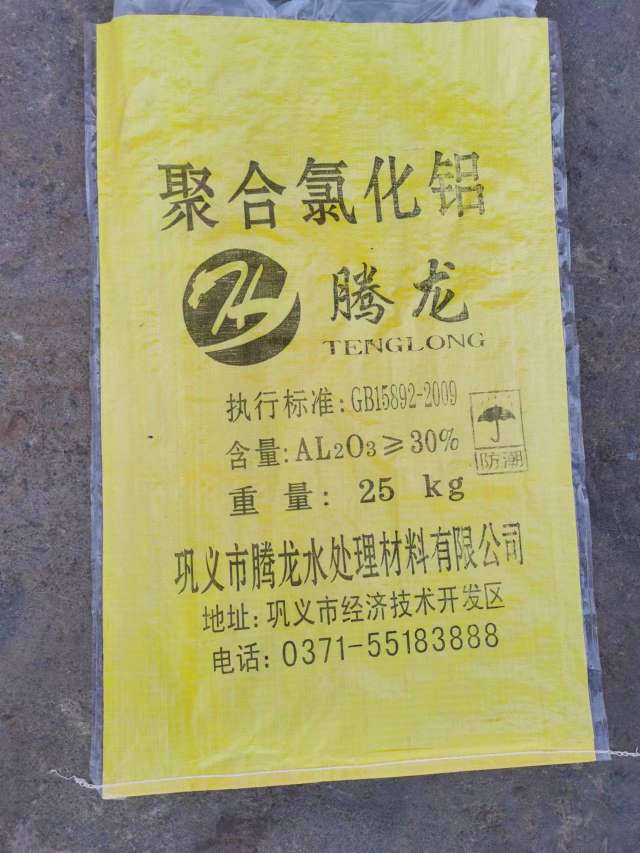 聚合氯化铝
腾龙
TENGLONG
执行标准:GB15892-2009
含量:AL₂O₃≥30%
防潮
重量: 25 kg
巩义市腾龙水处理材料有限公司
地址:巩义市经济技术开发区
电话:0371-55183888